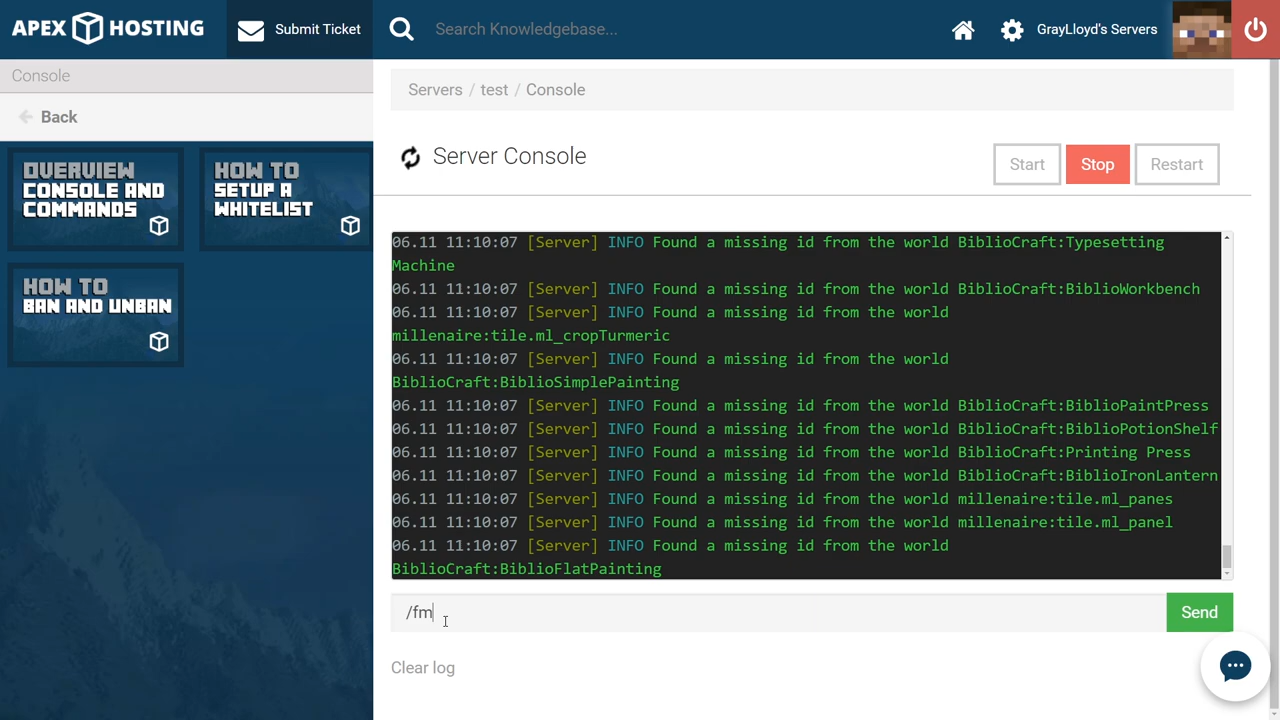 APEX HOSTING
Submit Ticket
Search Knowledgebase...
GrayLloyd's Servers
Console
Back
OVERVIEW
CONSOLE AND
COMMANDS
HOW TO
SETUP A
WHITELIST
HOW TO
BAN AND UNBAN
Servers / test / Console
Server Console
Start
Stop
Restart
06.11 11:10:07 [Server] INFO Found a missing id from the world BiblioCraft:Typesetting
Machine
06.11 11:10:07 [Server] INFO Found a missing id from the world BiblioCraft:BiblioWorkbench
06.11 11:10:07 [Server] INFO Found a missing id from the world
millenaire:tile.ml_cropTurmeric
06.11 11:10:07 [Server] INFO Found a missing id from the world
BiblioCraft:BiblioSimplePainting
06.11 11:10:07 [Server] INFO Found a missing id from the world BiblioCraft:BiblioPaintPress
06.11 11:10:07 [Server] INFO Found a missing id from the world BiblioCraft:BiblioPotionShelf
06.11 11:10:07 [Server] INFO Found a missing id from the world BiblioCraft:Printing Press
06.11 11:10:07 [Server] INFO Found a missing id from the world BiblioCraft:BiblioIronLantern
06.11 11:10:07 [Server] INFO Found a missing id from the world millenaire:tile.ml_panes
06.11 11:10:07 [Server] INFO Found a missing id from the world millenaire:tile.ml_panel
06.11 11:10:07 [Server] INFO Found a missing id from the world
BiblioCraft:BiblioFlatPainting
/fm
Send
Clear log